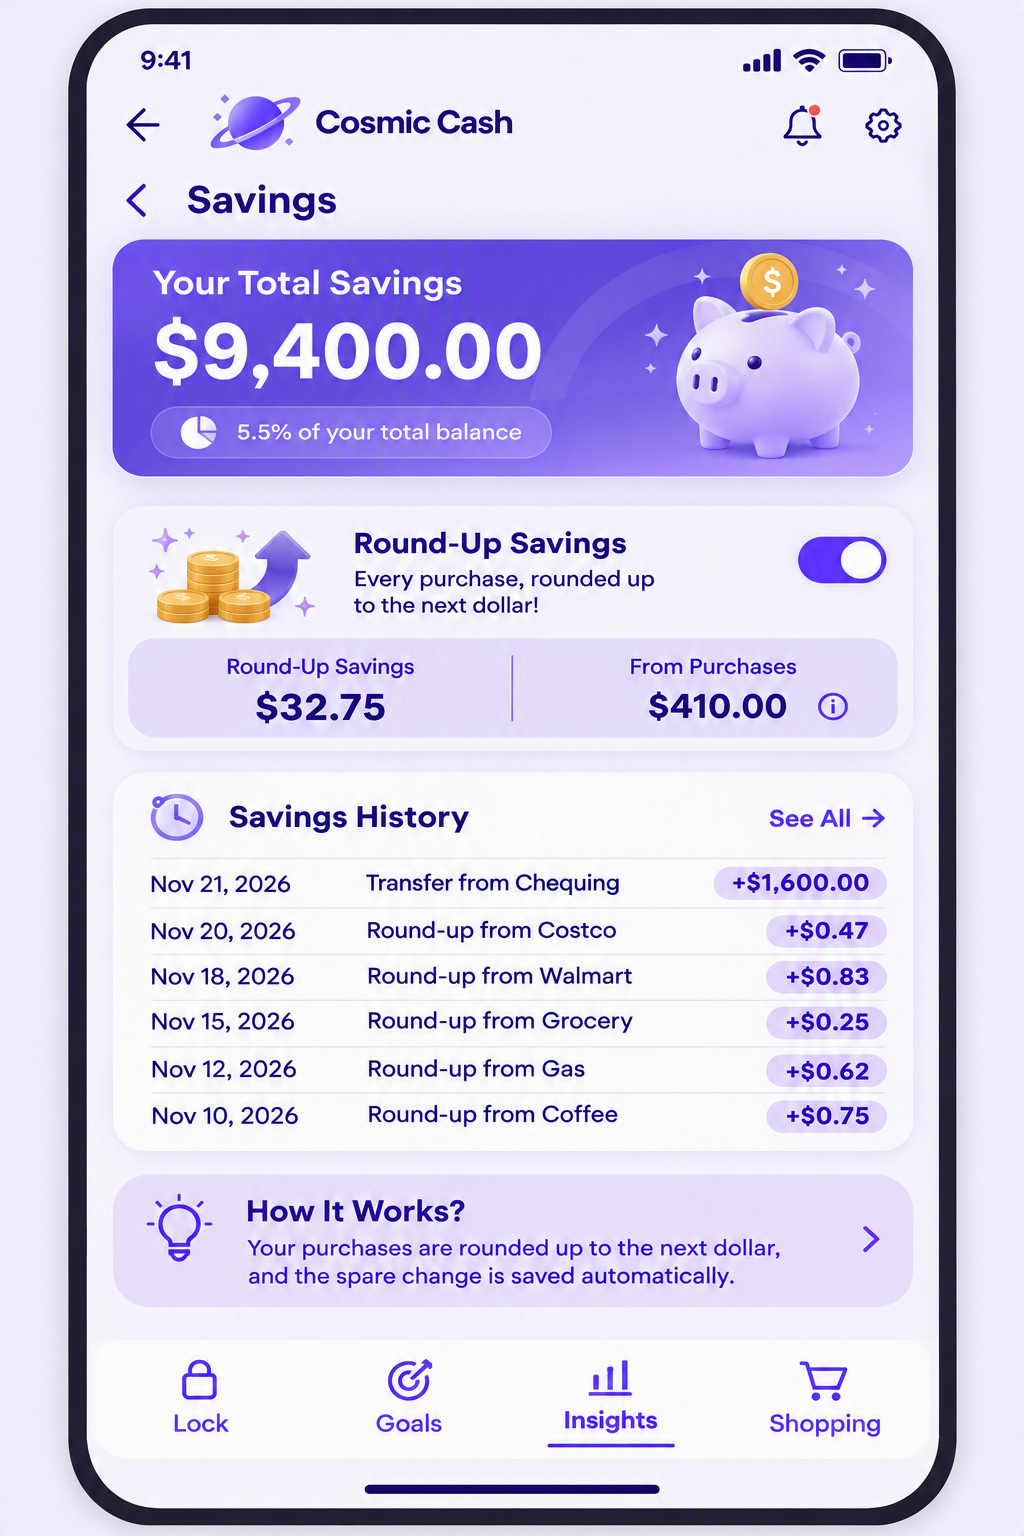 9:41
Cosmic Cash
Savings
Your Total Savings
$9,400.00
5.5% of your total balance
$
Round-Up Savings
Every purchase, rounded up
to the next dollar!
Round-Up Savings
$32.75
From Purchases
$410.00
Savings History
See All →
Nov 21, 2026 Transfer from Chequing +$1,600.00
Nov 20, 2026 Round-up from Costco +$0.47
Nov 18, 2026 Round-up from Walmart +$0.83
Nov 15, 2026 Round-up from Grocery +$0.25
Nov 12, 2026 Round-up from Gas +$0.62
Nov 10, 2026 Round-up from Coffee +$0.75
How It Works?
Your purchases are rounded up to the next dollar,
and the spare change is saved automatically.
Lock Goals Insights Shopping